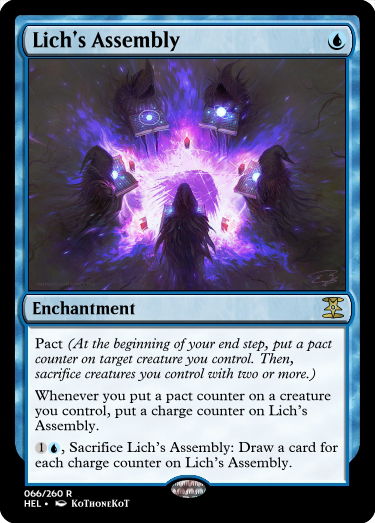 Lich's Assembly
Enchantment
Pact (At the beginning of your end step, put a pact
counter on target creature you control. Then,
sacrifice creatures you control with two or more.)
Whenever you put a pact counter on a creature
you control, put a charge counter on Lich's
Assembly.
1, Sacrifice Lich's Assembly: Draw a card for
each charge counter on Lich's Assembly.
066/260 R
HEL • KoThoneKoT